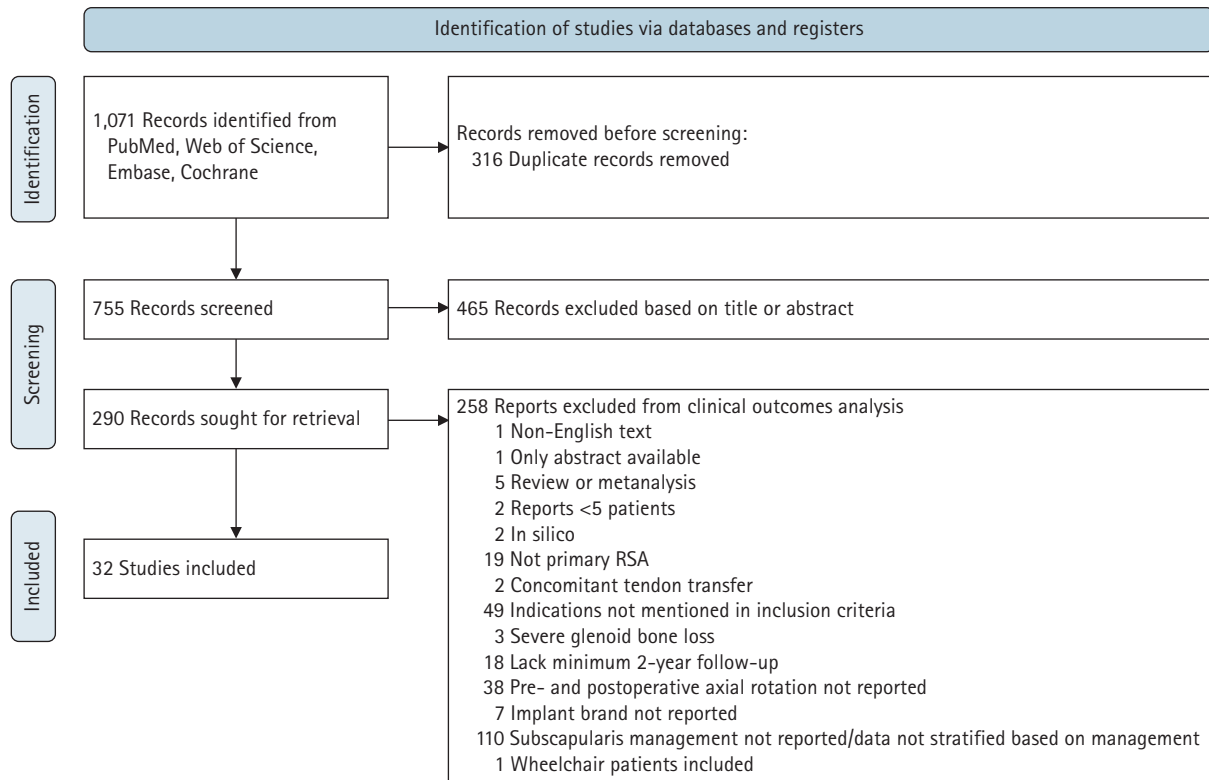 Identification of studies via databases and registers
Identification
1,071 Records identified from
PubMed, Web of Science,
Embase, Cochrane
Records removed before screening:
316 Duplicate records removed
Screening
755 Records screened
465 Records excluded based on title or abstract
290 Records sought for retrieval
258 Reports excluded from clinical outcomes analysis
1 Non-English text
1 Only abstract available
5 Review or metanalysis
2 Reports <5 patients
2 In silico
19 Not primary RSA
2 Concomitant tendon transfer
49 Indications not mentioned in inclusion criteria
3 Severe glenoid bone loss
18 Lack minimum 2-year follow-up
38 Pre- and postoperative axial rotation not reported
7 Implant brand not reported
110 Subscapularis management not reported/data not stratified based on management
1 Wheelchair patients included
Included
32 Studies included